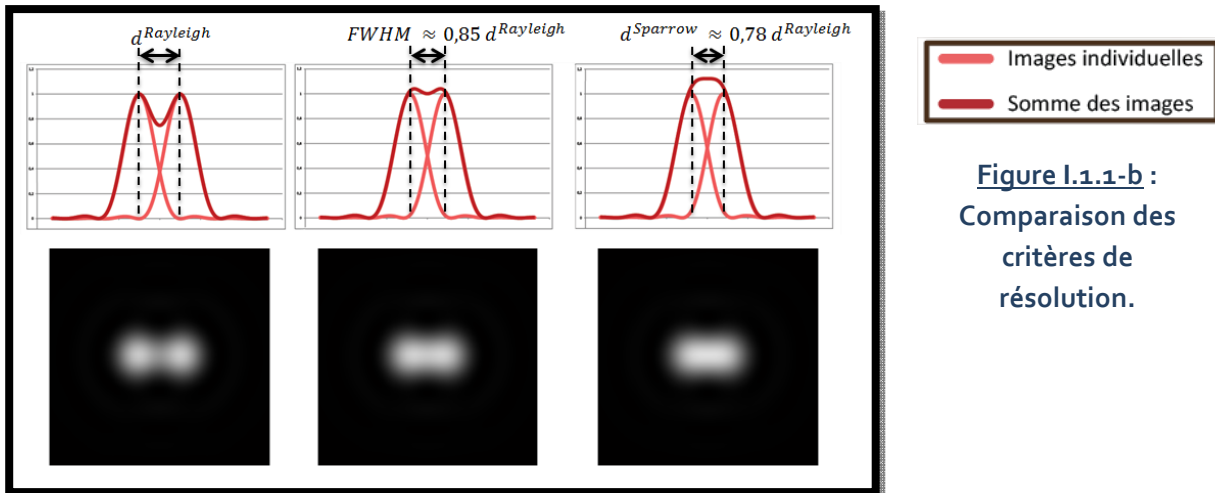 d^Rayleigh
FWHM ≈ 0,85 d^Rayleigh
d^Sparrow ≈ 0,78 d^Rayleigh
Images individuelles
Somme des images
Figure I.1.1-b :
Comparaison des
critères de
résolution.